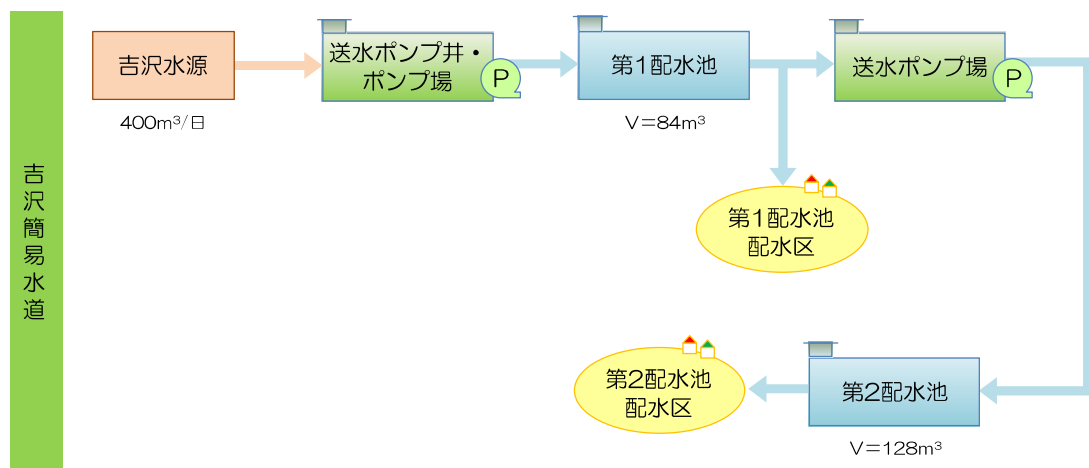 吉沢簡易水道
吉沢水源
400m³/日
送水ポンプ井・
ポンプ場
P
第1配水池
V=84m³
送水ポンプ場
P
第1配水池
配水区
第2配水池
配水区
第2配水池
V=128m³